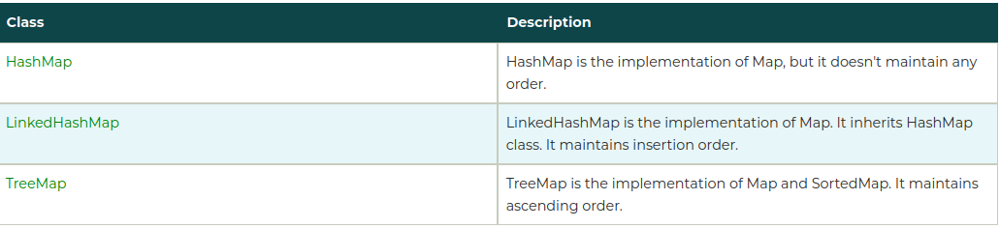 Class Description
HashMap HashMap is the implementation of Map, but it doesn't maintain any
order.
LinkedHashMap LinkedHashMap is the implementation of Map. It inherits HashMap
class. It maintains insertion order.
TreeMap TreeMap is the implementation of Map and SortedMap. It maintains
ascending order.